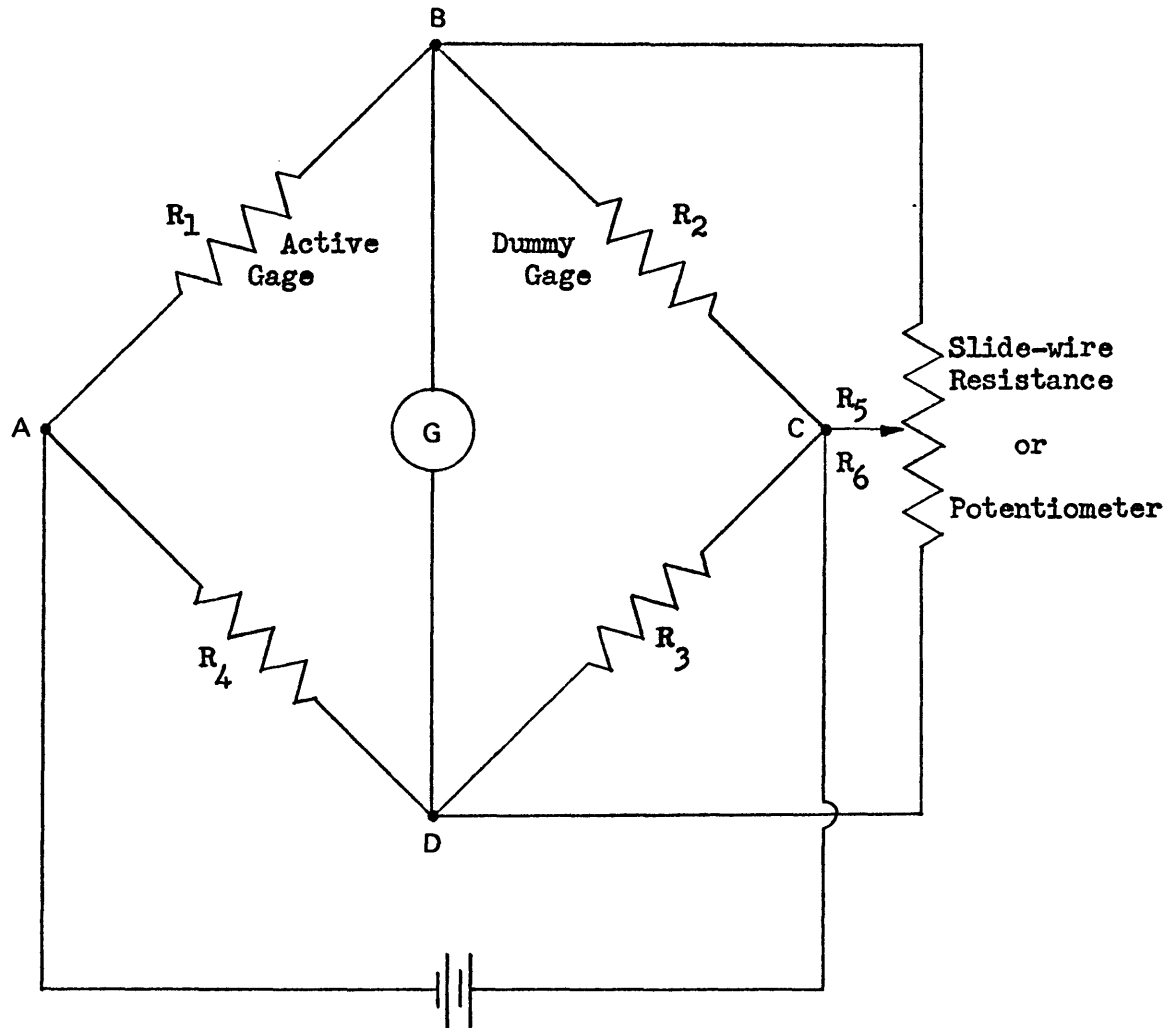 B
R1
Active
Gage
Dummy
Gage
R2
Slide-wire
Resistance
or
Potentiometer
R5
R6
A
G
C
R4
R3
D